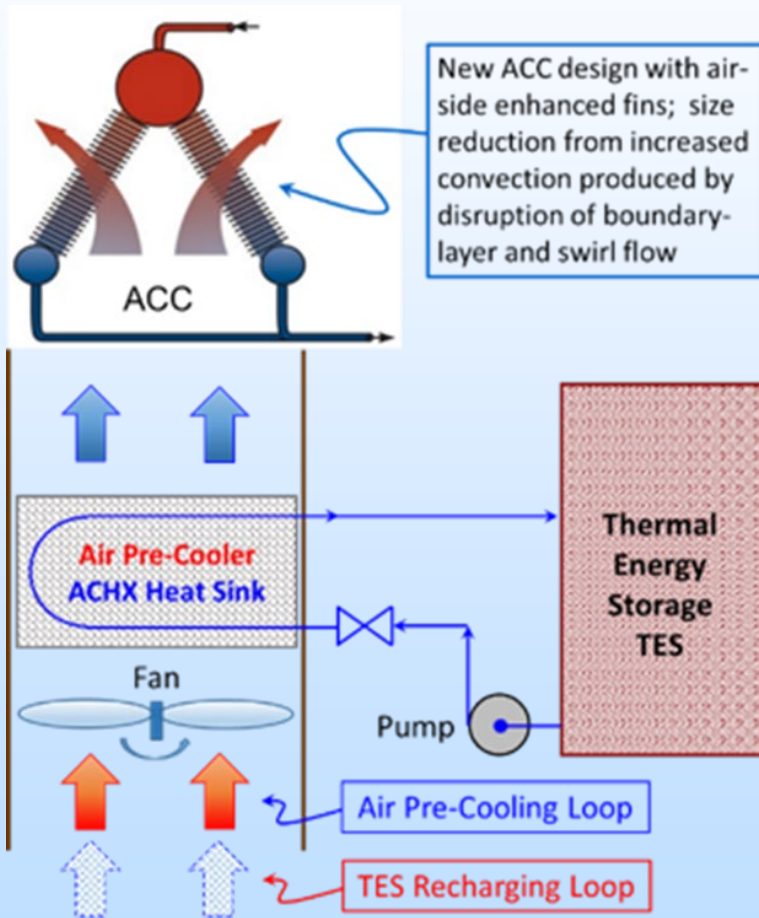 New ACC design with air-
side enhanced fins; size
reduction from increased
convection produced by
disruption of boundary-
layer and swirl flow
ACC
Air Pre-Cooler
ACHX Heat Sink
Thermal
Energy
Storage
TES
Fan
Pump
Air Pre-Cooling Loop
TES Recharging Loop